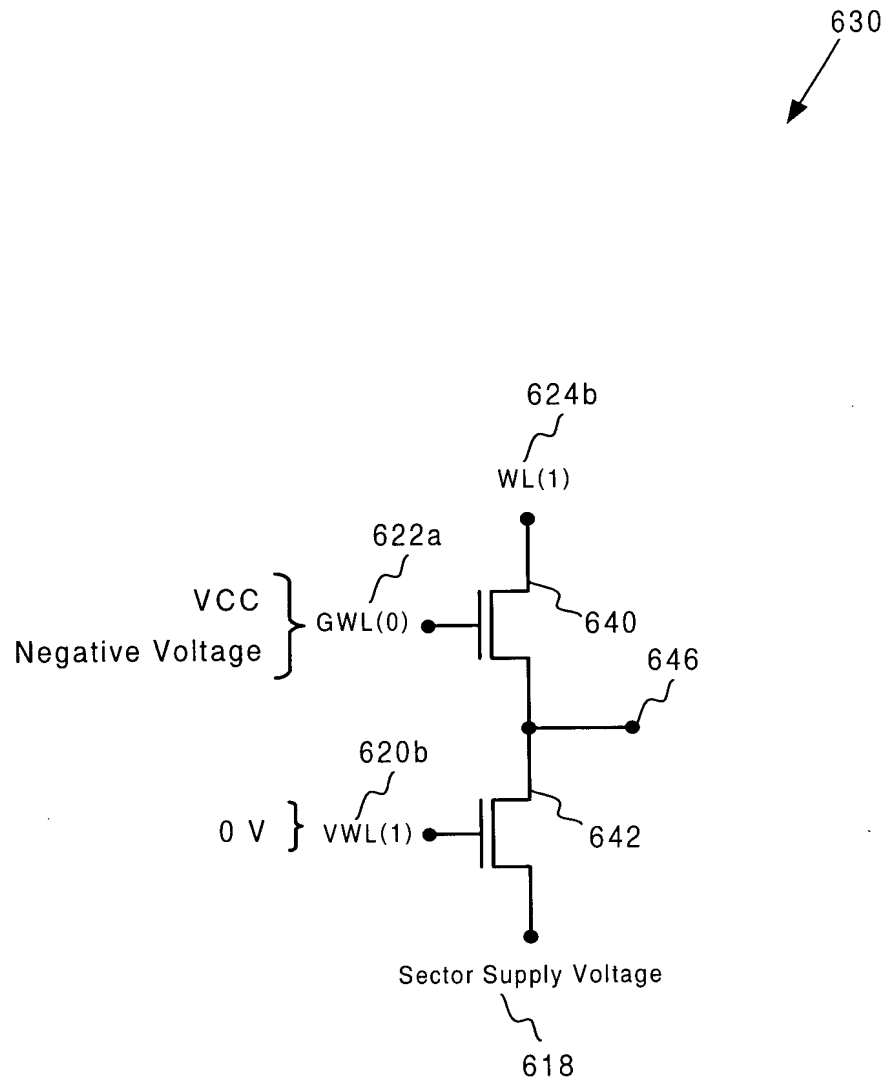 630
624b
WL(1)
622a
VCC
GWL(0)
640
Negative Voltage
646
620b
0 V
VWL(1)
642
Sector Supply Voltage
618